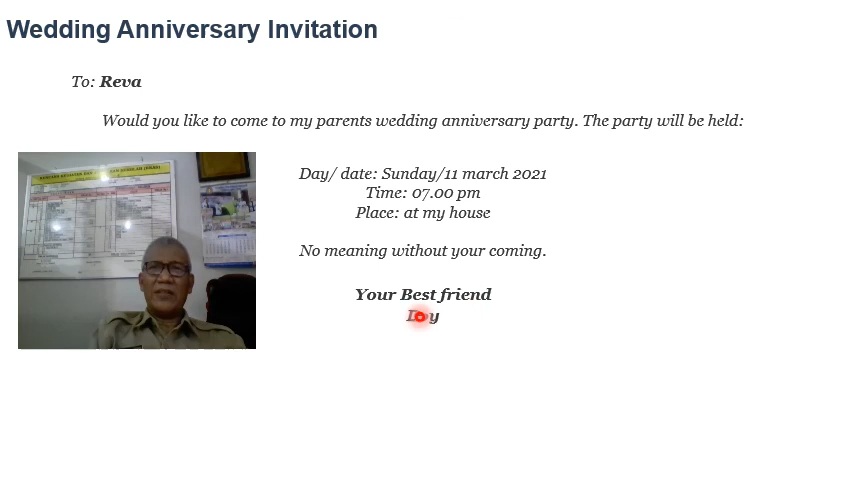 Wedding Anniversary Invitation
To: Reva
Would you like to come to my parents wedding anniversary party. The party will be held:
Day/ date: Sunday/11 march 2021
Time: 07.00 pm
Place: at my house
No meaning without your coming.
Your Best friend